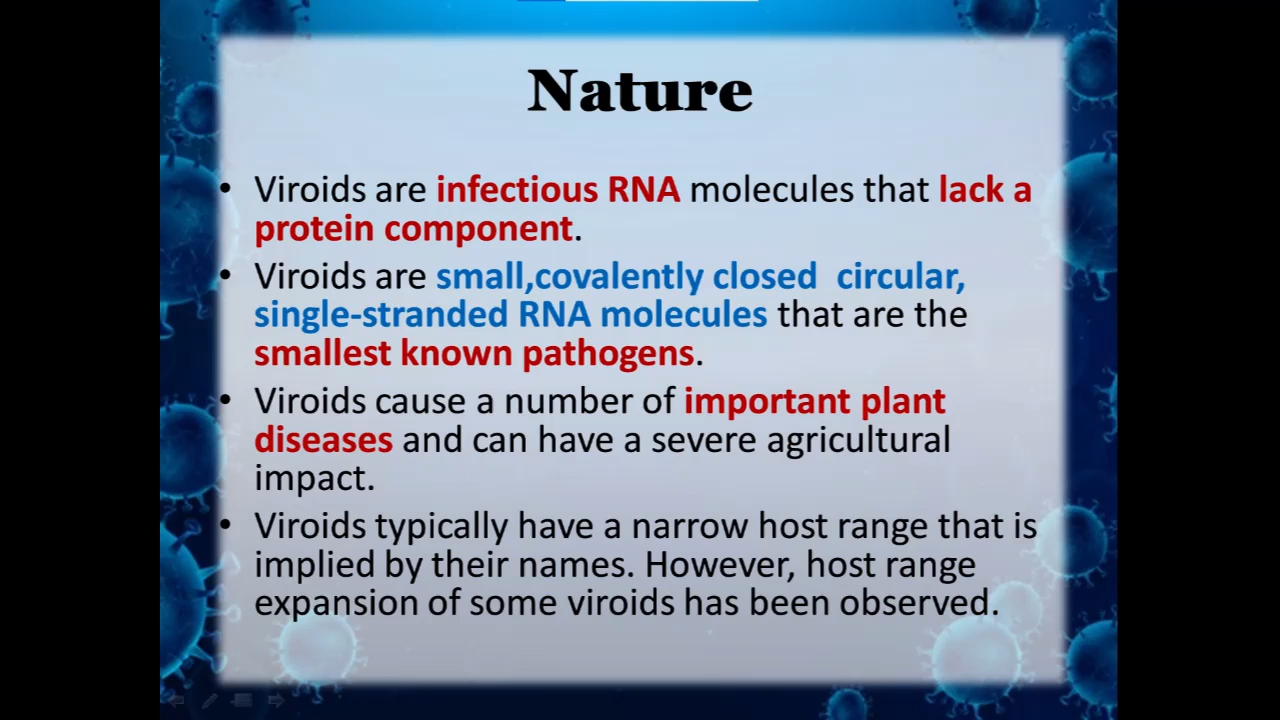 Nature
• Viroids are infectious RNA molecules that lack a
protein component.
• Viroids are small,covalently closed  circular,
single-stranded RNA molecules that are the
smallest known pathogens.
• Viroids cause a number of important plant
diseases and can have a severe agricultural
impact.
• Viroids typically have a narrow host range that is
implied by their names. However, host range
expansion of some viroids has been observed.